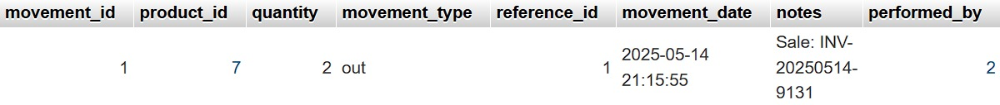 movement_id product_id quantity movement_type reference_id movement_date notes performed_by
1 7 2 out 1 2025-05-14 21:15:55 Sale: INV-20250514-9131 2